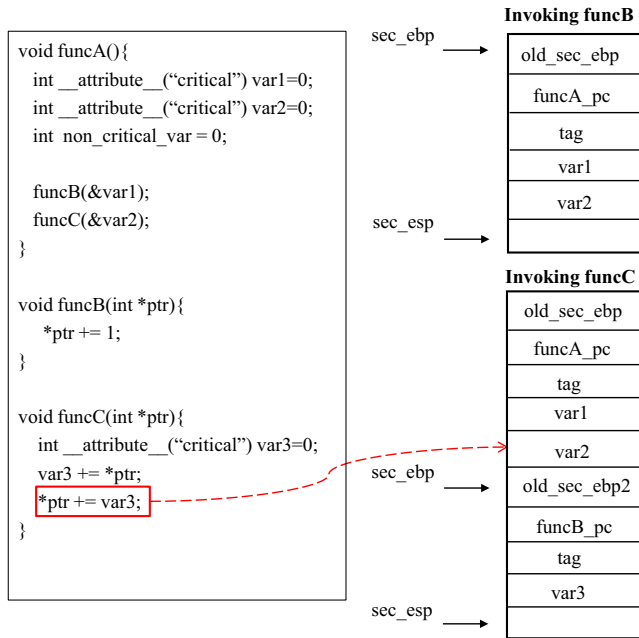 void funcA(){
int __attribute__(“critical”) var1=0;
int __attribute__(“critical”) var2=0;
int non_critical_var = 0;
funcB(&var1);
funcC(&var2);
}
void funcB(int *ptr){
*ptr += 1;
}
void funcC(int *ptr){
int __attribute__(“critical”) var3=0;
var3 += *ptr;
*ptr += var3;
}
Invoking funcB
sec_ebp
old_sec_ebp
funcA_pc
tag
var1
var2
sec_esp
Invoking funcC
old_sec_ebp
funcA_pc
tag
var1
var2
sec_ebp
old_sec_ebp2
funcB_pc
tag
var3
sec_esp